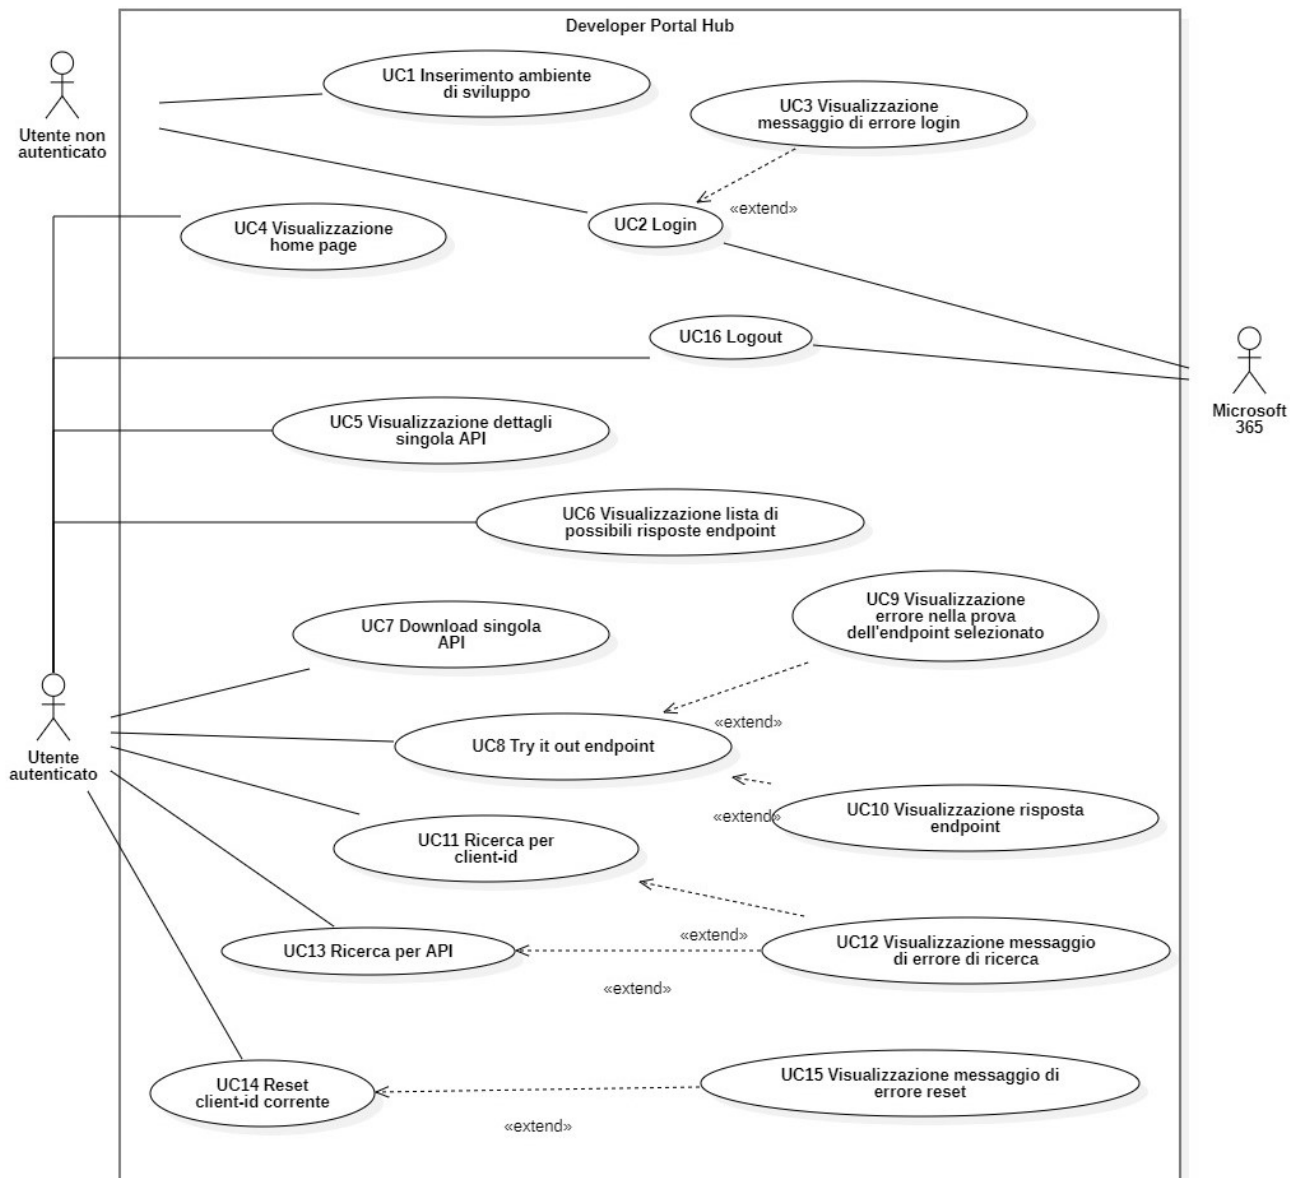 Developer Portal Hub
UC1 Inserimento ambiente
di sviluppo
UC3 Visualizzazione
messaggio di errore login
Utente non
autenticato
«extend»
UC2 Login
UC4 Visualizzazione
home page
UC16 Logout
Microsoft
365
UC5 Visualizzazione dettagli
singola API
UC6 Visualizzazione lista di
possibili risposte endpoint
UC9 Visualizzazione
errore nella prova
dell'endpoint selezionato
UC7 Download singola
API
«extend»
UC8 Try it out endpoint
Utente
autenticato
UC10 Visualizzazione risposta
endpoint
«extend»
UC11 Ricerca per
client-id
«extend»
UC12 Visualizzazione messaggio
di errore di ricerca
UC13 Ricerca per API
«extend»
UC14 Reset
client-id corrente
UC15 Visualizzazione messaggio di
errore reset
«extend»